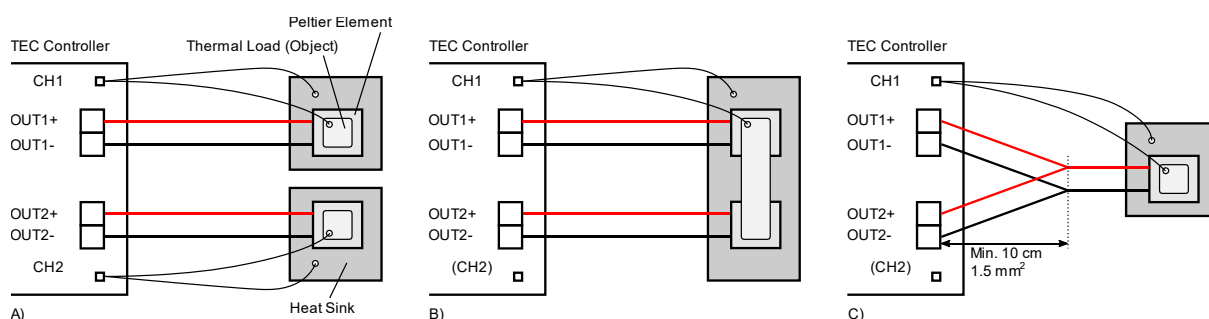 Peltier Element
TEC Controller
Thermal Load (Object)
CH1
OUT1+
OUT1-
OUT2+
OUT2-
CH2
Heat Sink
A)
TEC Controller
CH1
OUT1+
OUT1-
OUT2+
OUT2-
(CH2)
B)
TEC Controller
CH1
OUT1+
OUT1-
OUT2+
OUT2-
(CH2)
Min. 10 cm
1.5 mm²
C)